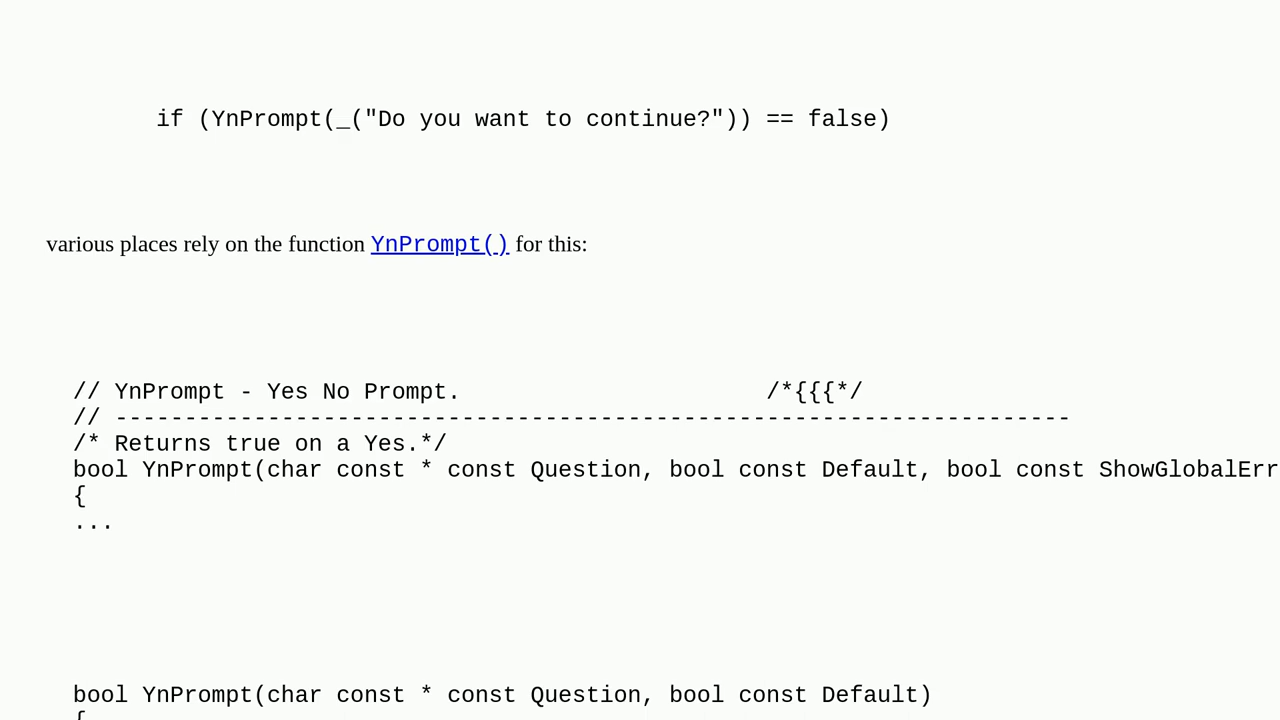 if (YnPrompt(_("Do you want to continue?")) == false)
various places rely on the function YnPrompt() for this:
// YnPrompt - Yes No Prompt. /*{{{*/
// ---------------------------------------------------------------------
/* Returns true on a Yes.*/
bool YnPrompt(char const * const Question, bool const Default, bool const ShowGlobalErr
{
...
bool YnPrompt(char const * const Question, bool const Default)
{